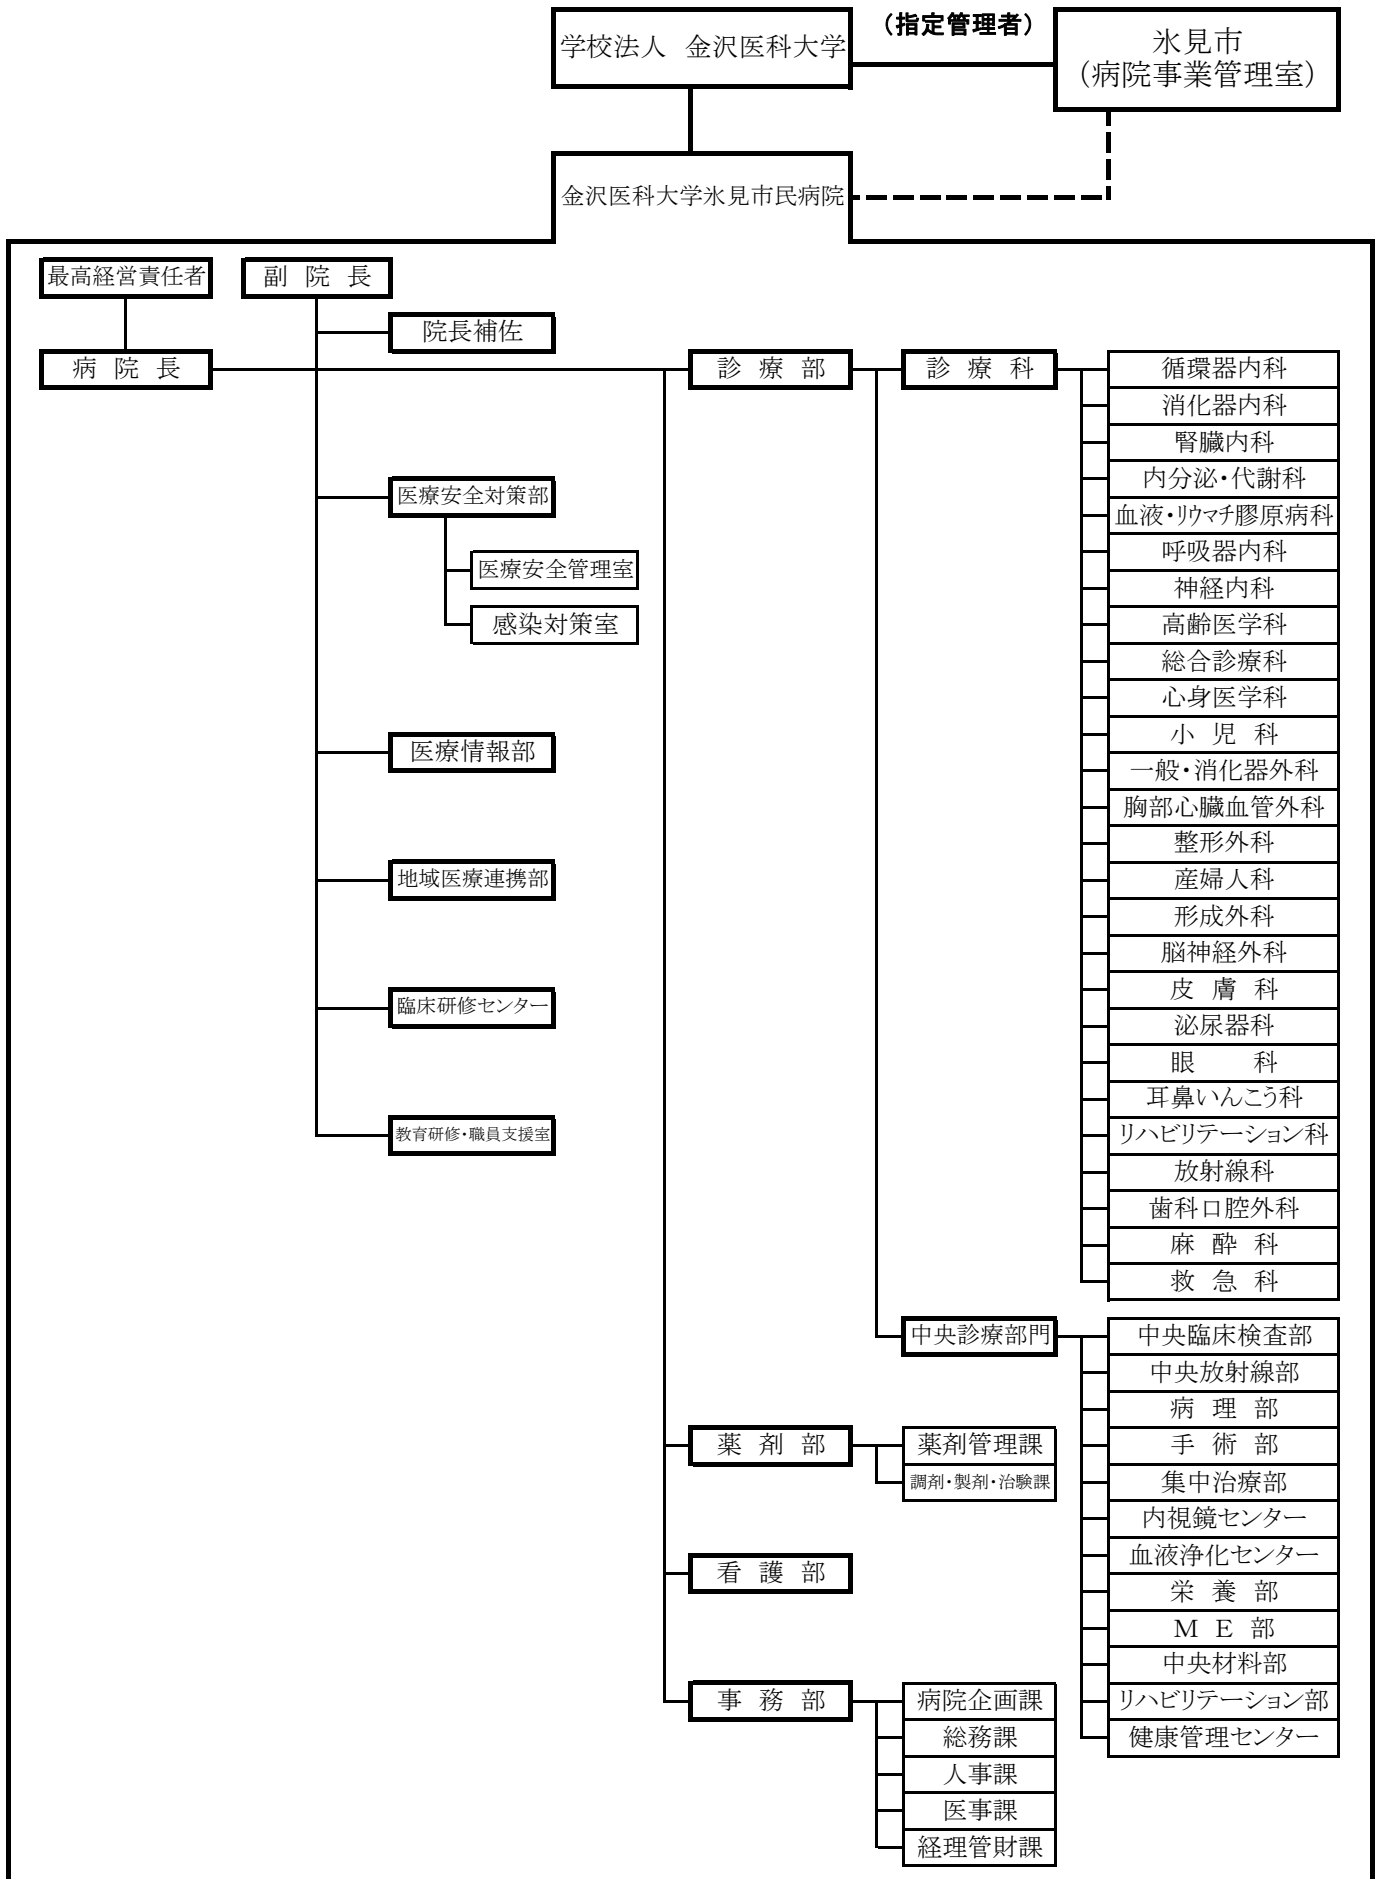 学校法人 金沢医科大学
（指定管理者）
氷見市
（病院事業管理室）
金沢医科大学氷見市民病院
最高経営責任者
副 院 長
院長補佐
病 院 長
診 療 部
診 療 科
循環器内科
消化器内科
腎臓内科
内分泌・代謝科
血液・リウマチ膠原病科
呼吸器内科
神経内科
高齢医学科
総合診療科
心身医学科
小 児 科
一般・消化器外科
胸部心臓血管外科
整形外科
産婦人科
形成外科
脳神経外科
皮 膚 科
泌尿器科
眼 科
耳鼻いんこう科
リハビリテーション科
放射線科
歯科口腔外科
麻 酔 科
救 急 科
医療安全対策部
医療安全管理室
感染対策室
医療情報部
地域医療連携部
臨床研修センター
教育研修・職員支援室
中央診療部門
中央臨床検査部
中央放射線部
病 理 部
手 術 部
集中治療部
内視鏡センター
血液浄化センター
栄 養 部
Ｍ Ｅ 部
中央材料部
リハビリテーション部
健康管理センター
薬 剤 部
薬剤管理課
調剤・製剤・治験課
看 護 部
事 務 部
病院企画課
総務課
人事課
医事課
経理管財課